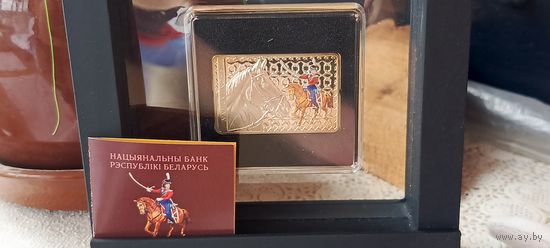 НАЦЫЯНАЛЬНЫ БАНК
РЭСПУБЛІКІ БЕЛАРУСЬ
© www.ay.by